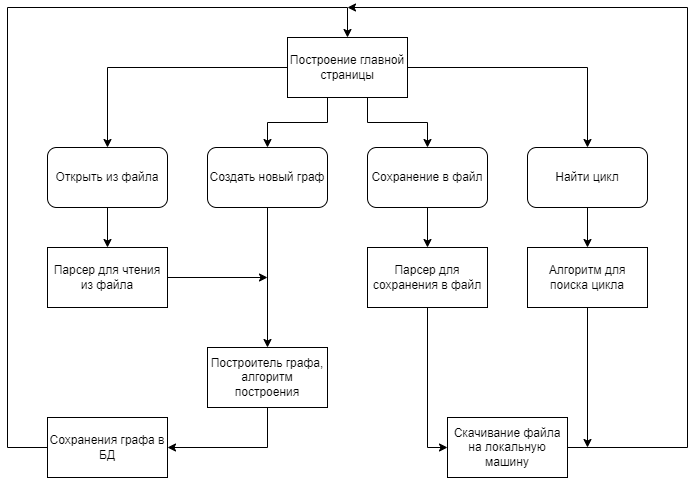 Построение главной
страницы
Открыть из файла
Создать новый граф
Сохранение в файл
Найти цикл
Парсер для чтения
из файла
Парсер для
сохранения в файл
Алгоритм для
поиска цикла
Построитель графа,
алгоритм
построения
Сохранения графа в
БД
Скачивание файла
на локальную
машину